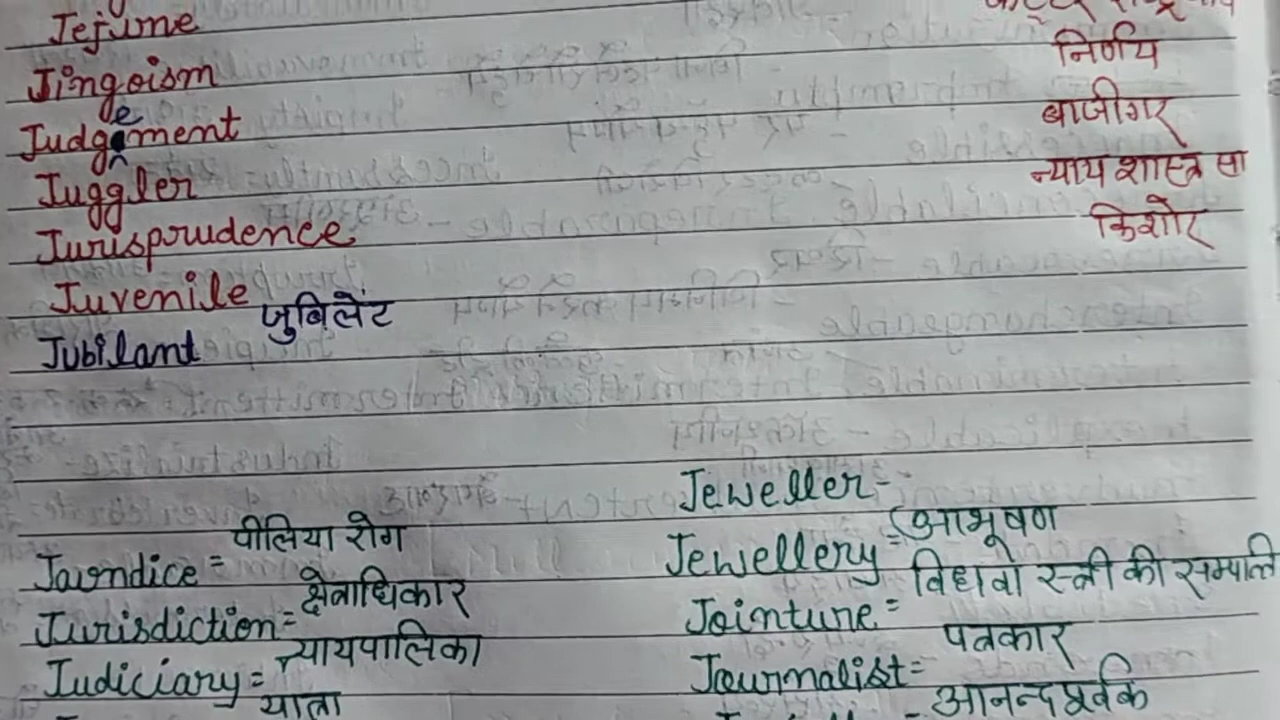 Jejune
Jingoism
निर्णय
Judgement
बाजीगर
Juggler
न्याय शास्त्र सा
Jurisprudence
किशोर
Juvenile
जुबिलेंट
Jubilant
Jeweller-
पीलिया रोग
आभूषण
Jaundice =
Jewellery =
क्षेत्राधिकार
विधवा स्त्री की सम्पत्ति
Jurisdiction =
Jointure =
न्यायपालिका
पत्रकार
Judiciary =
Journalist =
यात्रा
आनन्दपूर्वक